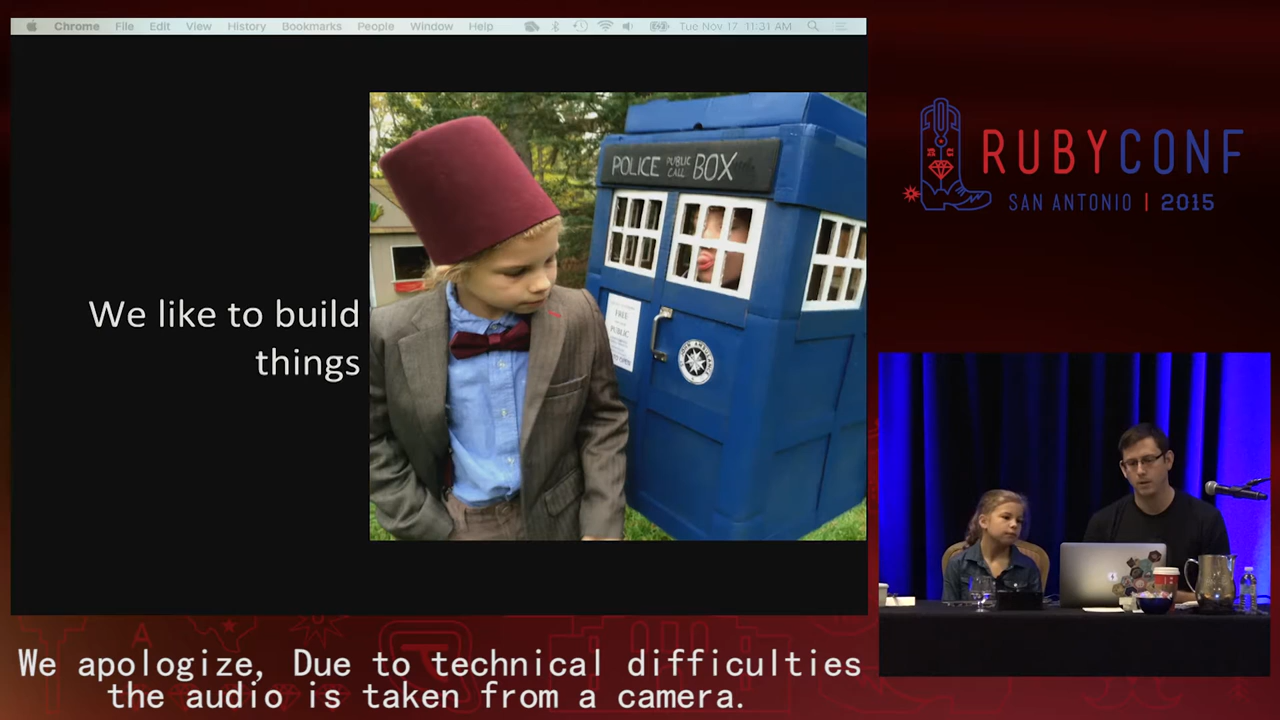 Chrome File Edit View History Bookmarks People Window Help Tue Nov 17 11:31 AM
We like to build
things
POLICE PUBLIC CALL BOX
FREE
PUBLIC
RUBYCONF
SAN ANTONIO | 2015
We apologize, Due to technical difficulties
the audio is taken from a camera.